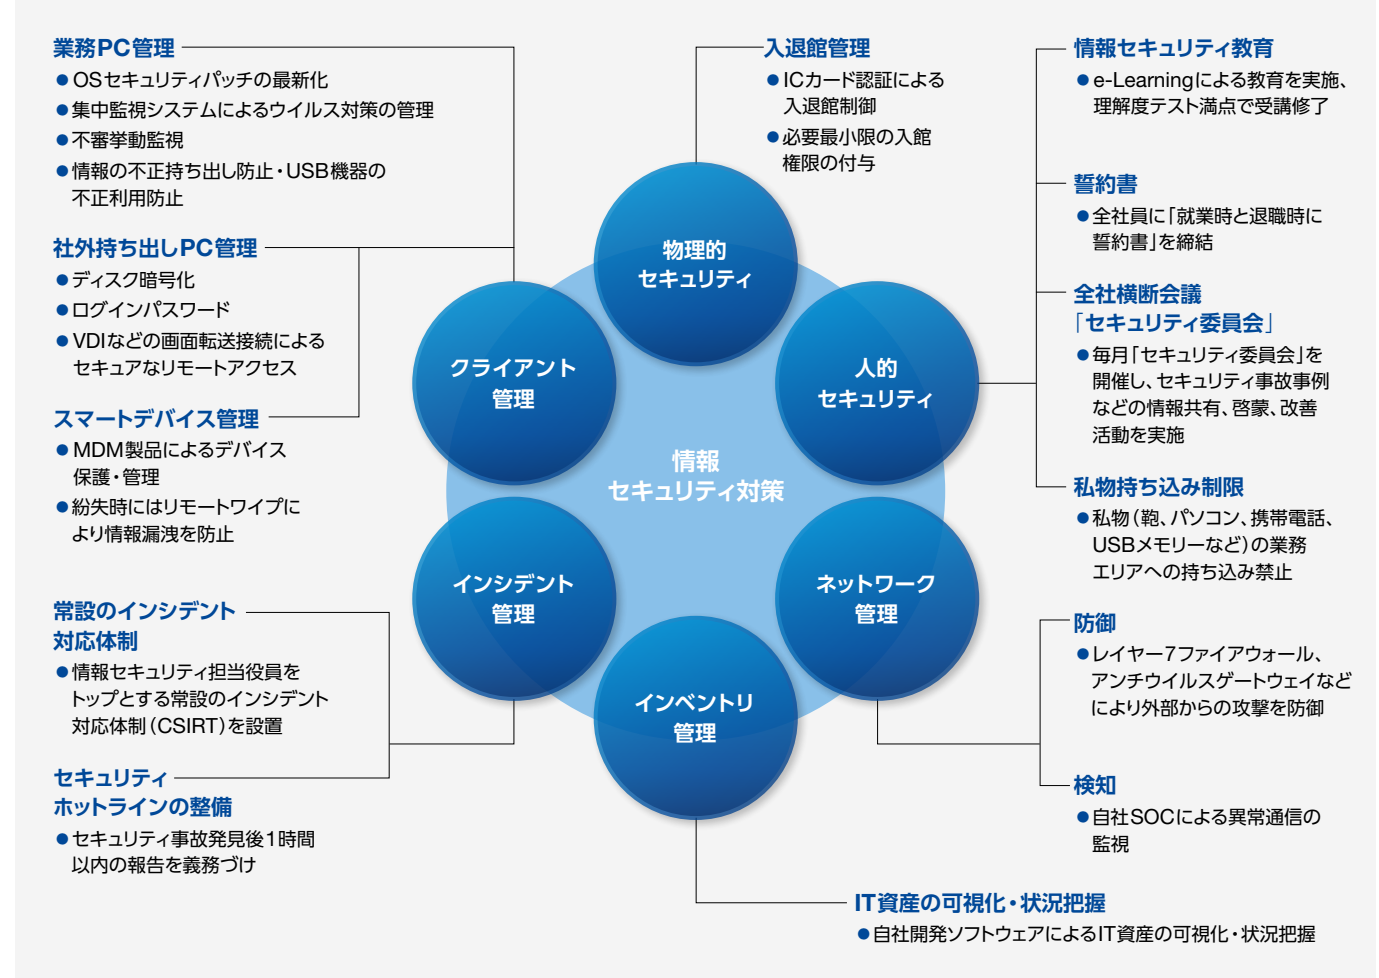 業務PC管理
●OSセキュリティパッチの最新化
●集中監視システムによるウイルス対策の管理
●不審挙動監視
●情報の不正持ち出し防止・USB機器の
不正利用防止
社外持ち出しPC管理
●ディスク暗号化
●ログインパスワード
●VDIなどの画面転送接続による
セキュアなリモートアクセス
スマートデバイス管理
●MDM製品によるデバイス
保護・管理
●紛失時にはリモートワイプに
より情報漏洩を防止
常設のインシデント
対応体制
●情報セキュリティ担当役員を
トップとする常設のインシデント
対応体制(CSIRT)を設置
セキュリティ
ホットラインの整備
●セキュリティ事故発見後1時間
以内の報告を義務づけ
入退館管理
●ICカード認証による
入退館制御
●必要最小限の入館
権限の付与
物理的
セキュリティ
クライアント
管理
人的
セキュリティ
情報
セキュリティ対策
インシデント
管理
ネットワーク
管理
インベントリ
管理
情報セキュリティ教育
●e-Learningによる教育を実施、
理解度テスト満点で受講修了
誓約書
●全社員に「就業時と退職時に
誓約書」を締結
全社横断会議
「セキュリティ委員会」
●毎月「セキュリティ委員会」を
開催し、セキュリティ事故事例
などの情報共有、啓蒙、改善
活動を実施
私物持ち込み制限
●私物(鞄、パソコン、携帯電話、
USBメモリーなど)の業務
エリアへの持ち込み禁止
防御
●レイヤー7ファイアウォール、
アンチウイルスゲートウェイなど
により外部からの攻撃を防御
検知
●自社SOCによる異常通信の
監視
IT資産の可視化・状況把握
●自社開発ソフトウェアによるIT資産の可視化・状況把握